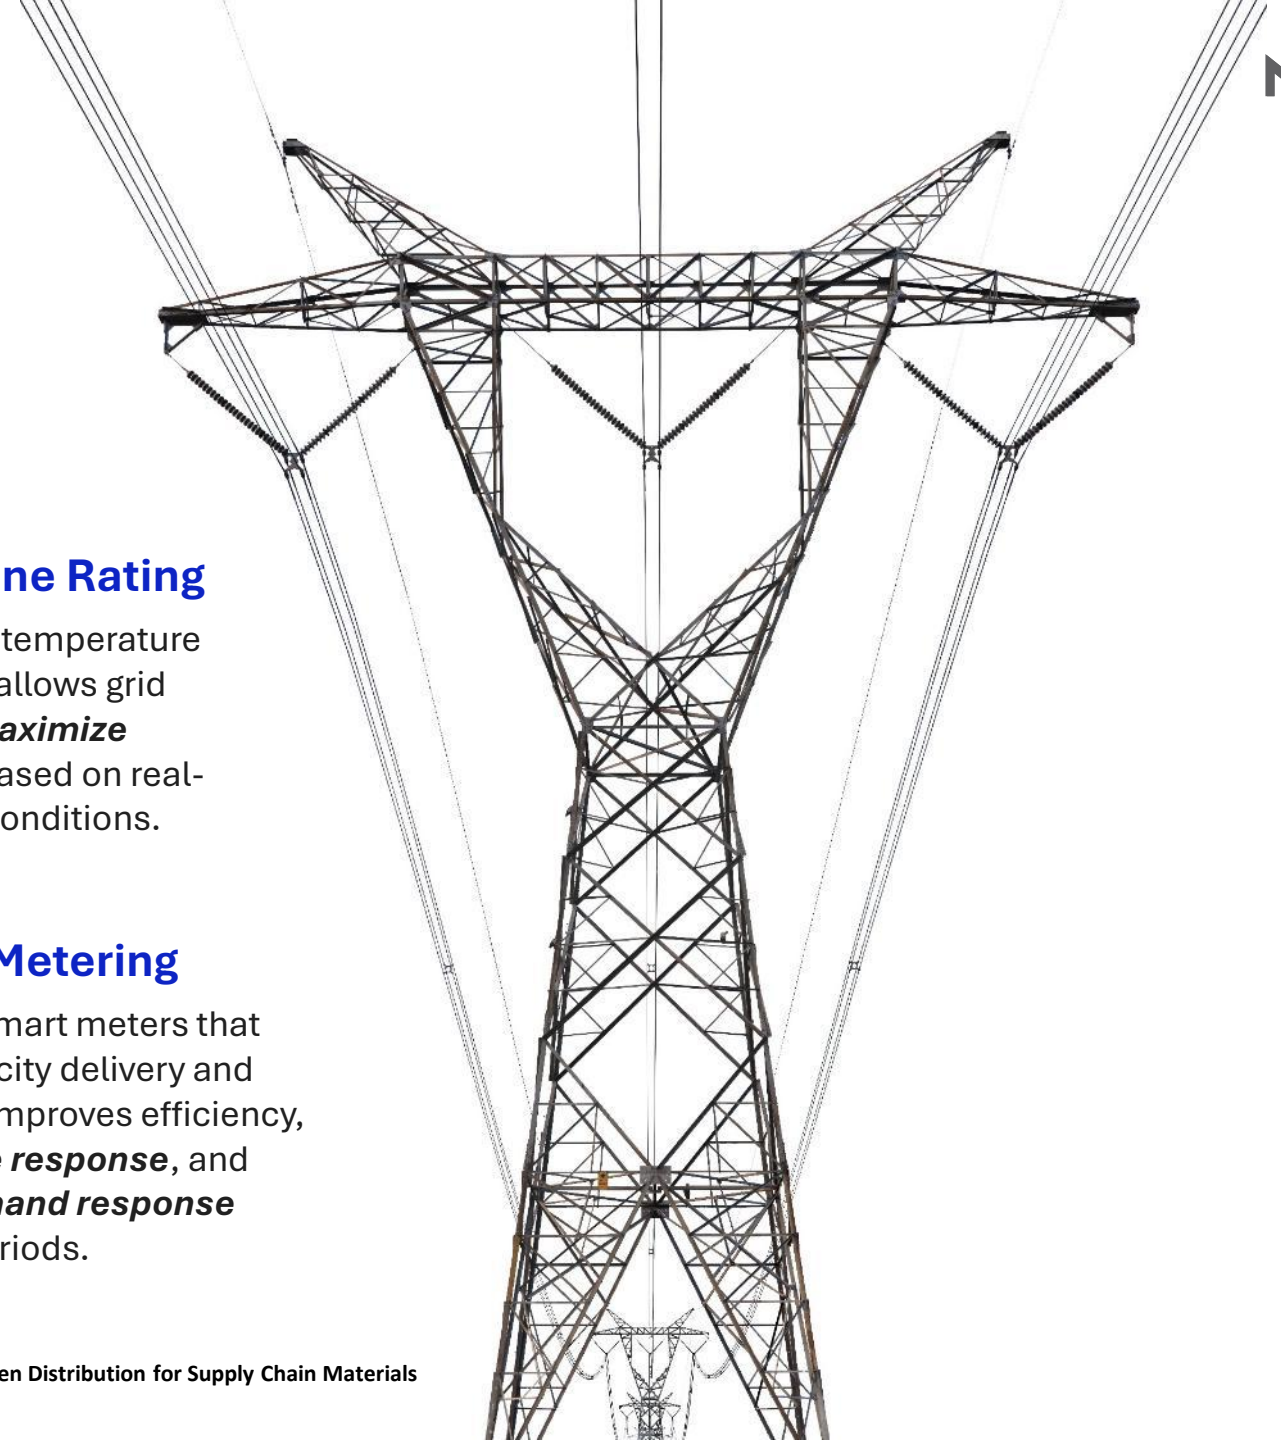 ne Rating
temperature
allows grid
aximize
ased on real-
onditions.
Metering
mart meters that
city delivery and
mproves efficiency,
response, and
and response
riods.
en Distribution for Supply Chain Materials